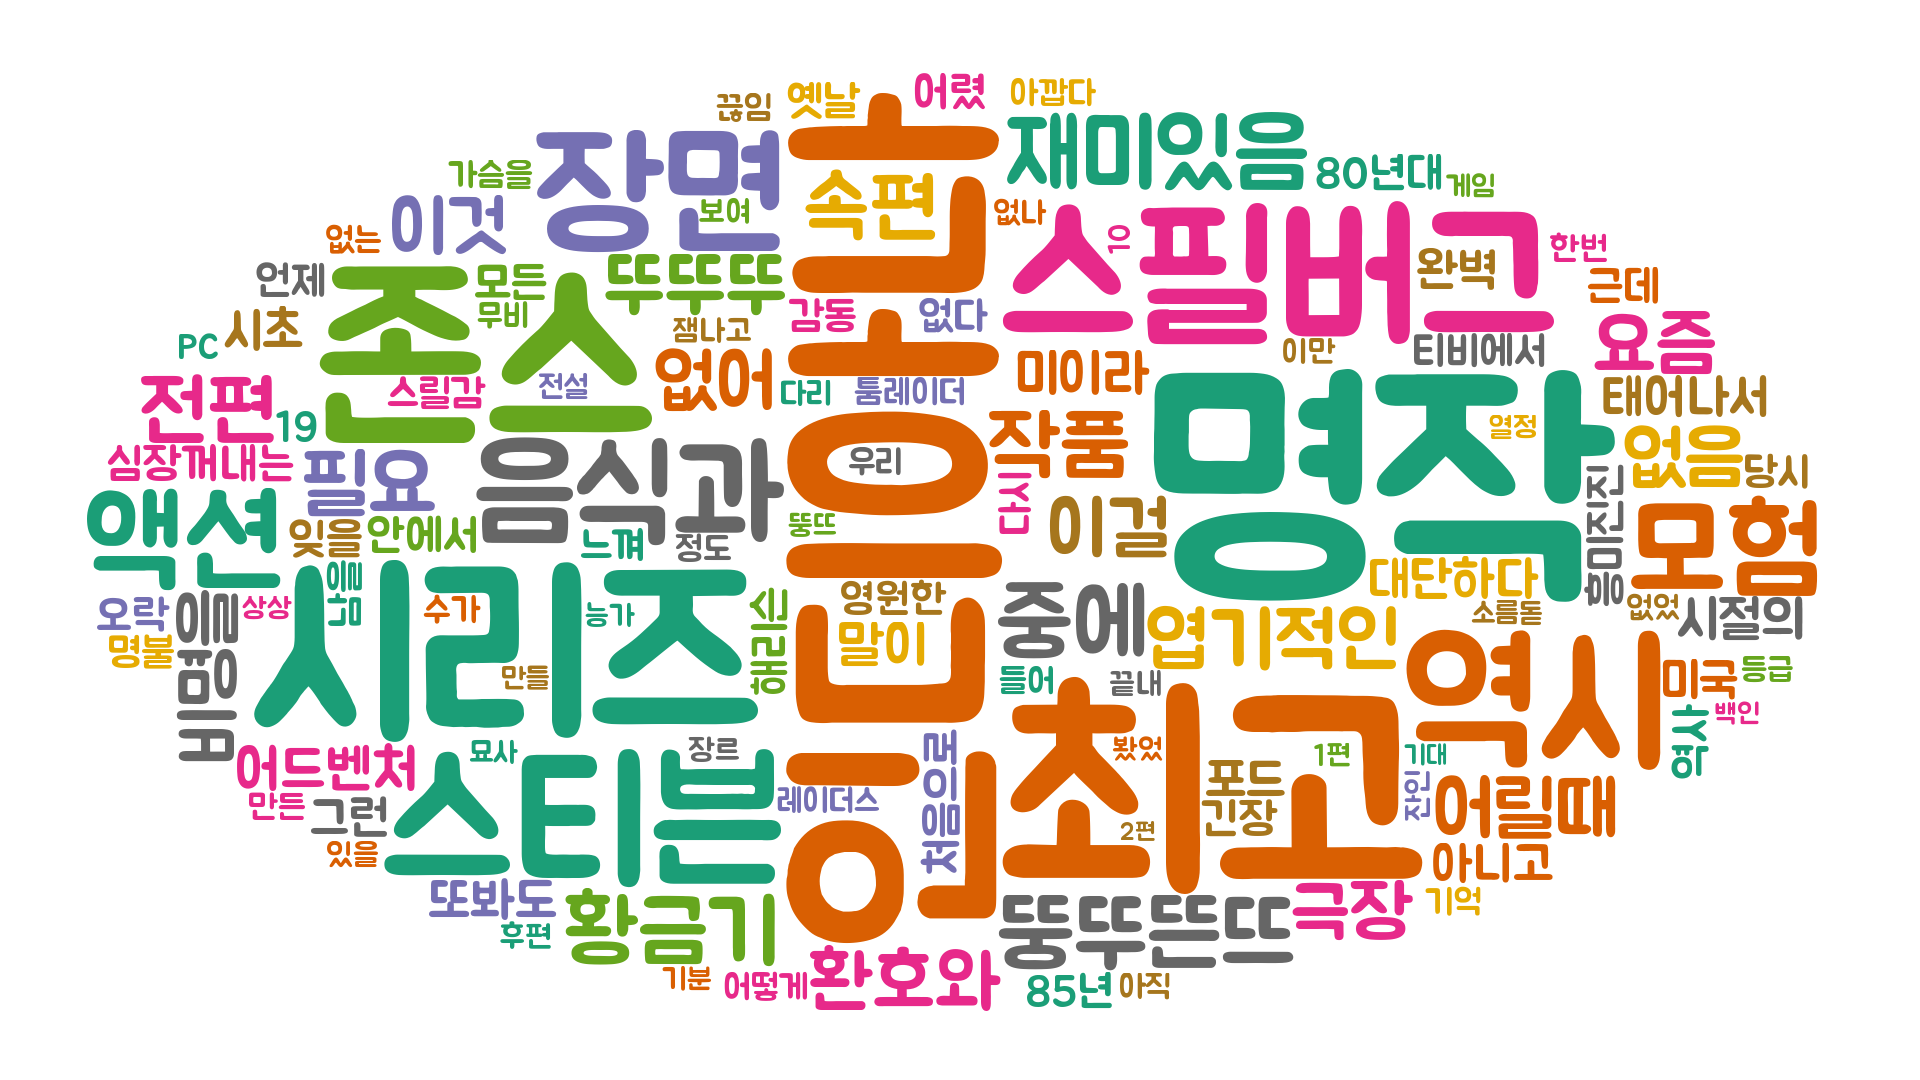 끊임
옛날
어렸
아깝다
가슴을
장면
속편
재미있음
80년대
게임
이것
보여
없나
10
스필버그
한번
없는
언제
존스
모든
무비
뚜뚜뚜
감동
없다
완벽
근데
PC
시초
잼나고
없어
이만
티비에서
요즘
전편
19
스릴감
전설
다리
툼레이더
미이라
명작
태어나서
심장꺼내는
필요
음식과
우리
인디아나
작품
열정
없음
당시
액션
잊을
안에서
느껴
정도
뚱뜨
다시
이걸
흥미진진
모험
대단하다
오락
명불
비명을
상상
시리즈
수가
능가
만들
해리슨
영원한
말이
중에
엽기적인
소름돋
없었
시절의
들어
끝내
최고
역시
미국
등급
백인
역사
어드벤쳐
만든
그런
있을
묘사
스티븐
장르
레이더스
처음으로
봤었
2편
포드
긴장
1편
기대
잔인
어릴때
아니고
또봐도
후편
황금기
뚱뚜뜬뜨
극장
기억
기분
어떻게
환호와
85년
아직